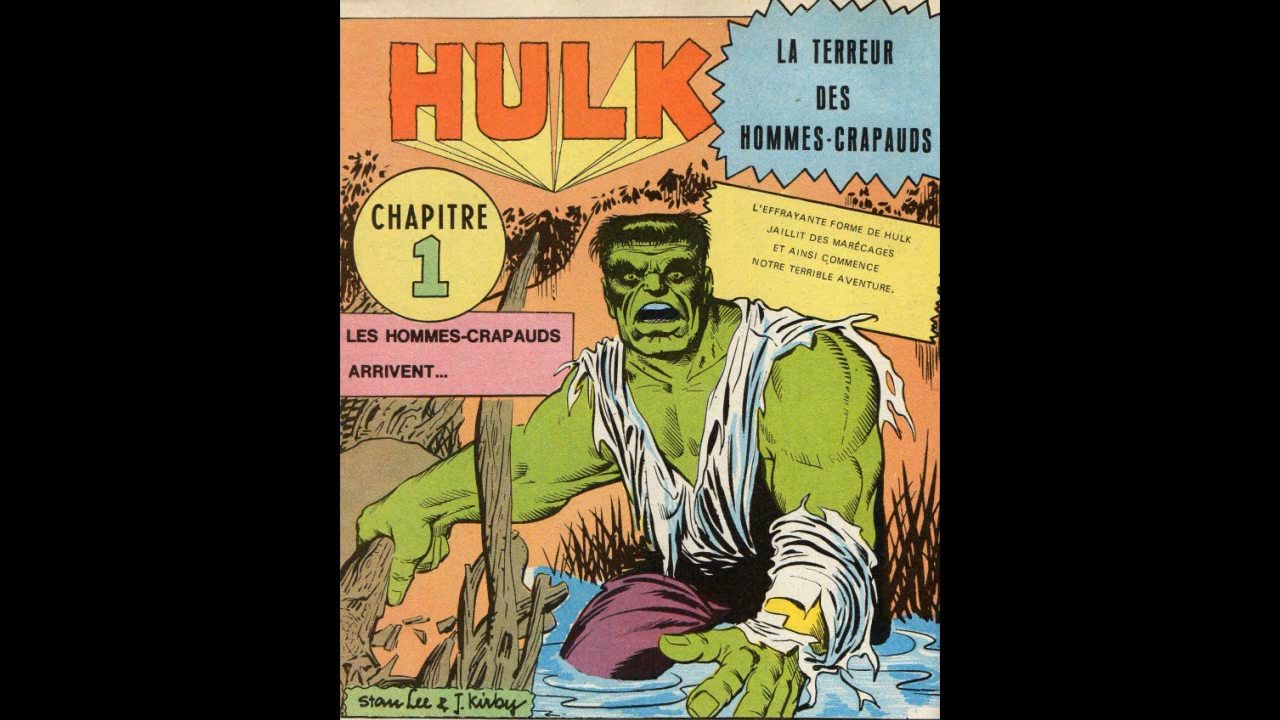 HULK
LA TERREUR
DES
HOMMES-CRAPAUDS
CHAPITRE
1
L'EFFRAYANTE FORME DE HULK
JAILLIT DES MARÉCAGES
ET AINSI COMMENCE
NOTRE TERRIBLE AVENTURE.
LES HOMMES-CRAPAUDS
ARRIVENT...
Stan Lee & J. Kirby